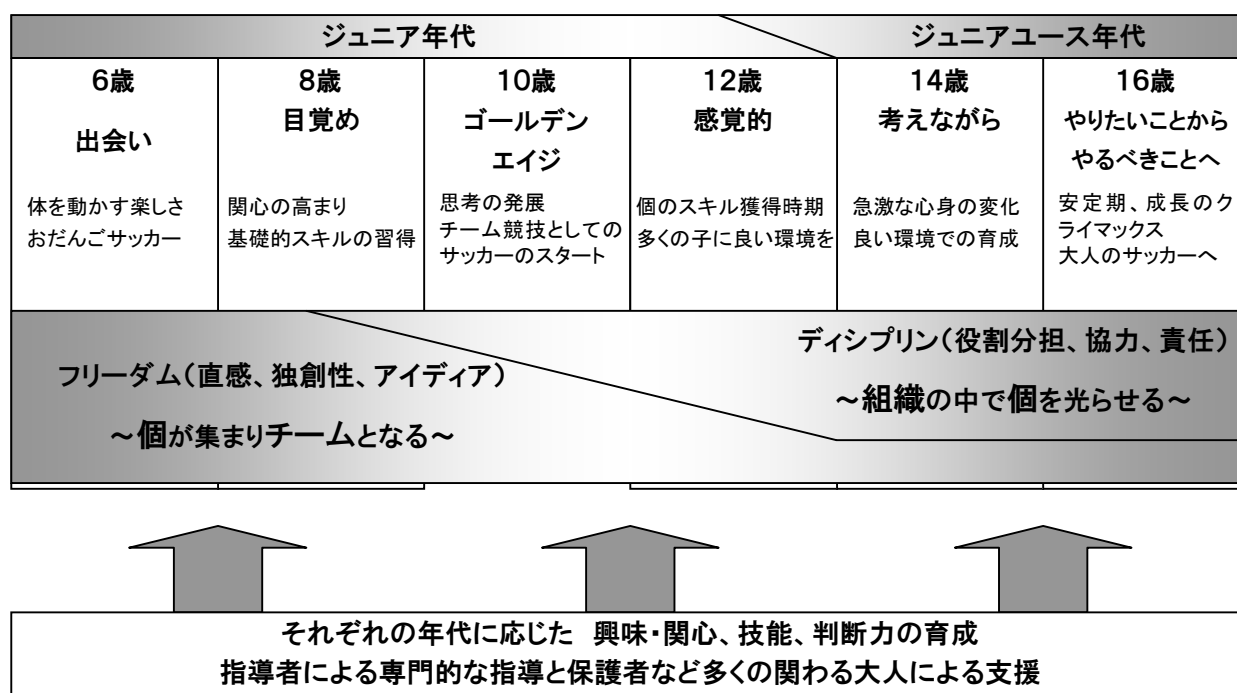 ジュニア年代
ジュニアユース年代
6歳
出会い
体を動かす楽しさ
おだんごサッカー
8歳
目覚め
関心の高まり
基礎的スキルの習得
10歳
ゴールデン
エイジ
思考の発展
チーム競技としての
サッカーのスタート
12歳
感覚的
個のスキル獲得時期
多くの子に良い環境を
14歳
考えながら
急激な心身の変化
良い環境での育成
16歳
やりたいことから
やるべきことへ
安定期、成長のク
ライマックス
大人のサッカーへ
フリーダム(直感、独創性、アイディア)
~個が集まりチームとなる~
ディシプリン(役割分担、協力、責任)
~組織の中で個を光らせる~
それぞれの年代に応じた 興味・関心、技能、判断力の育成
指導者による専門的な指導と保護者など多くの関わる大人による支援